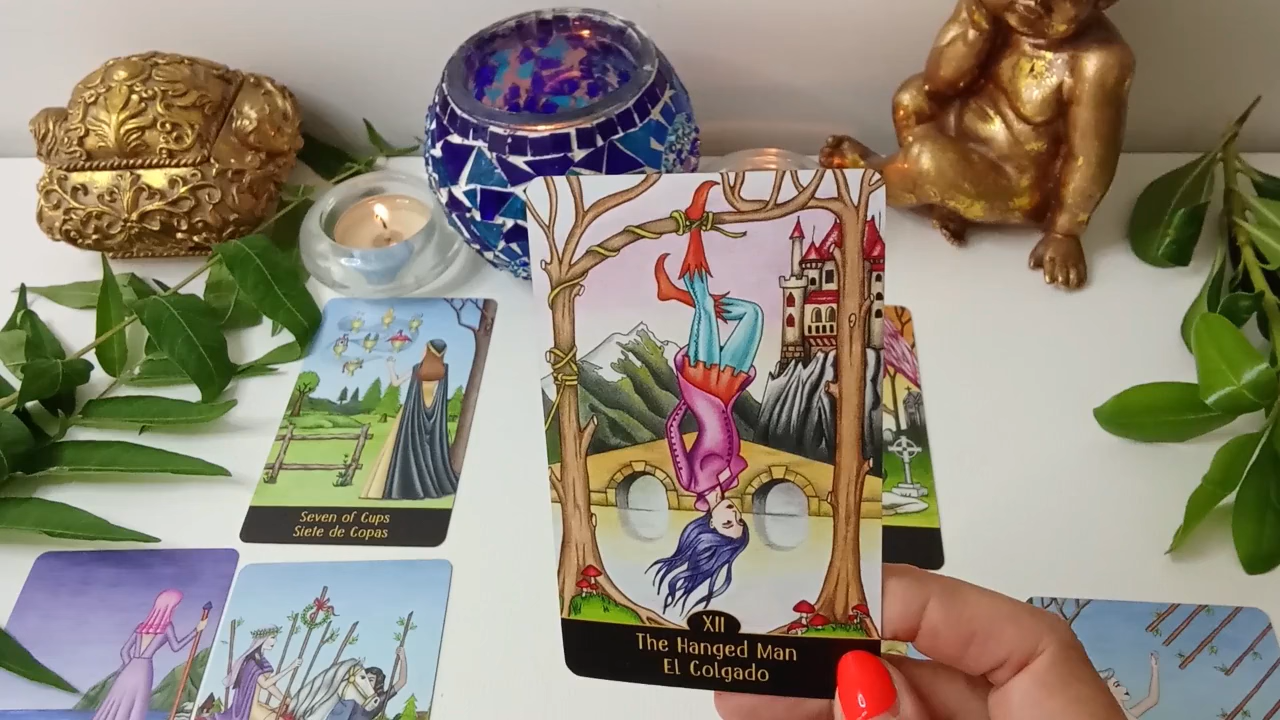 Seven of Cups
Siete de Copas
XII
The Hanged Man
El Colgado